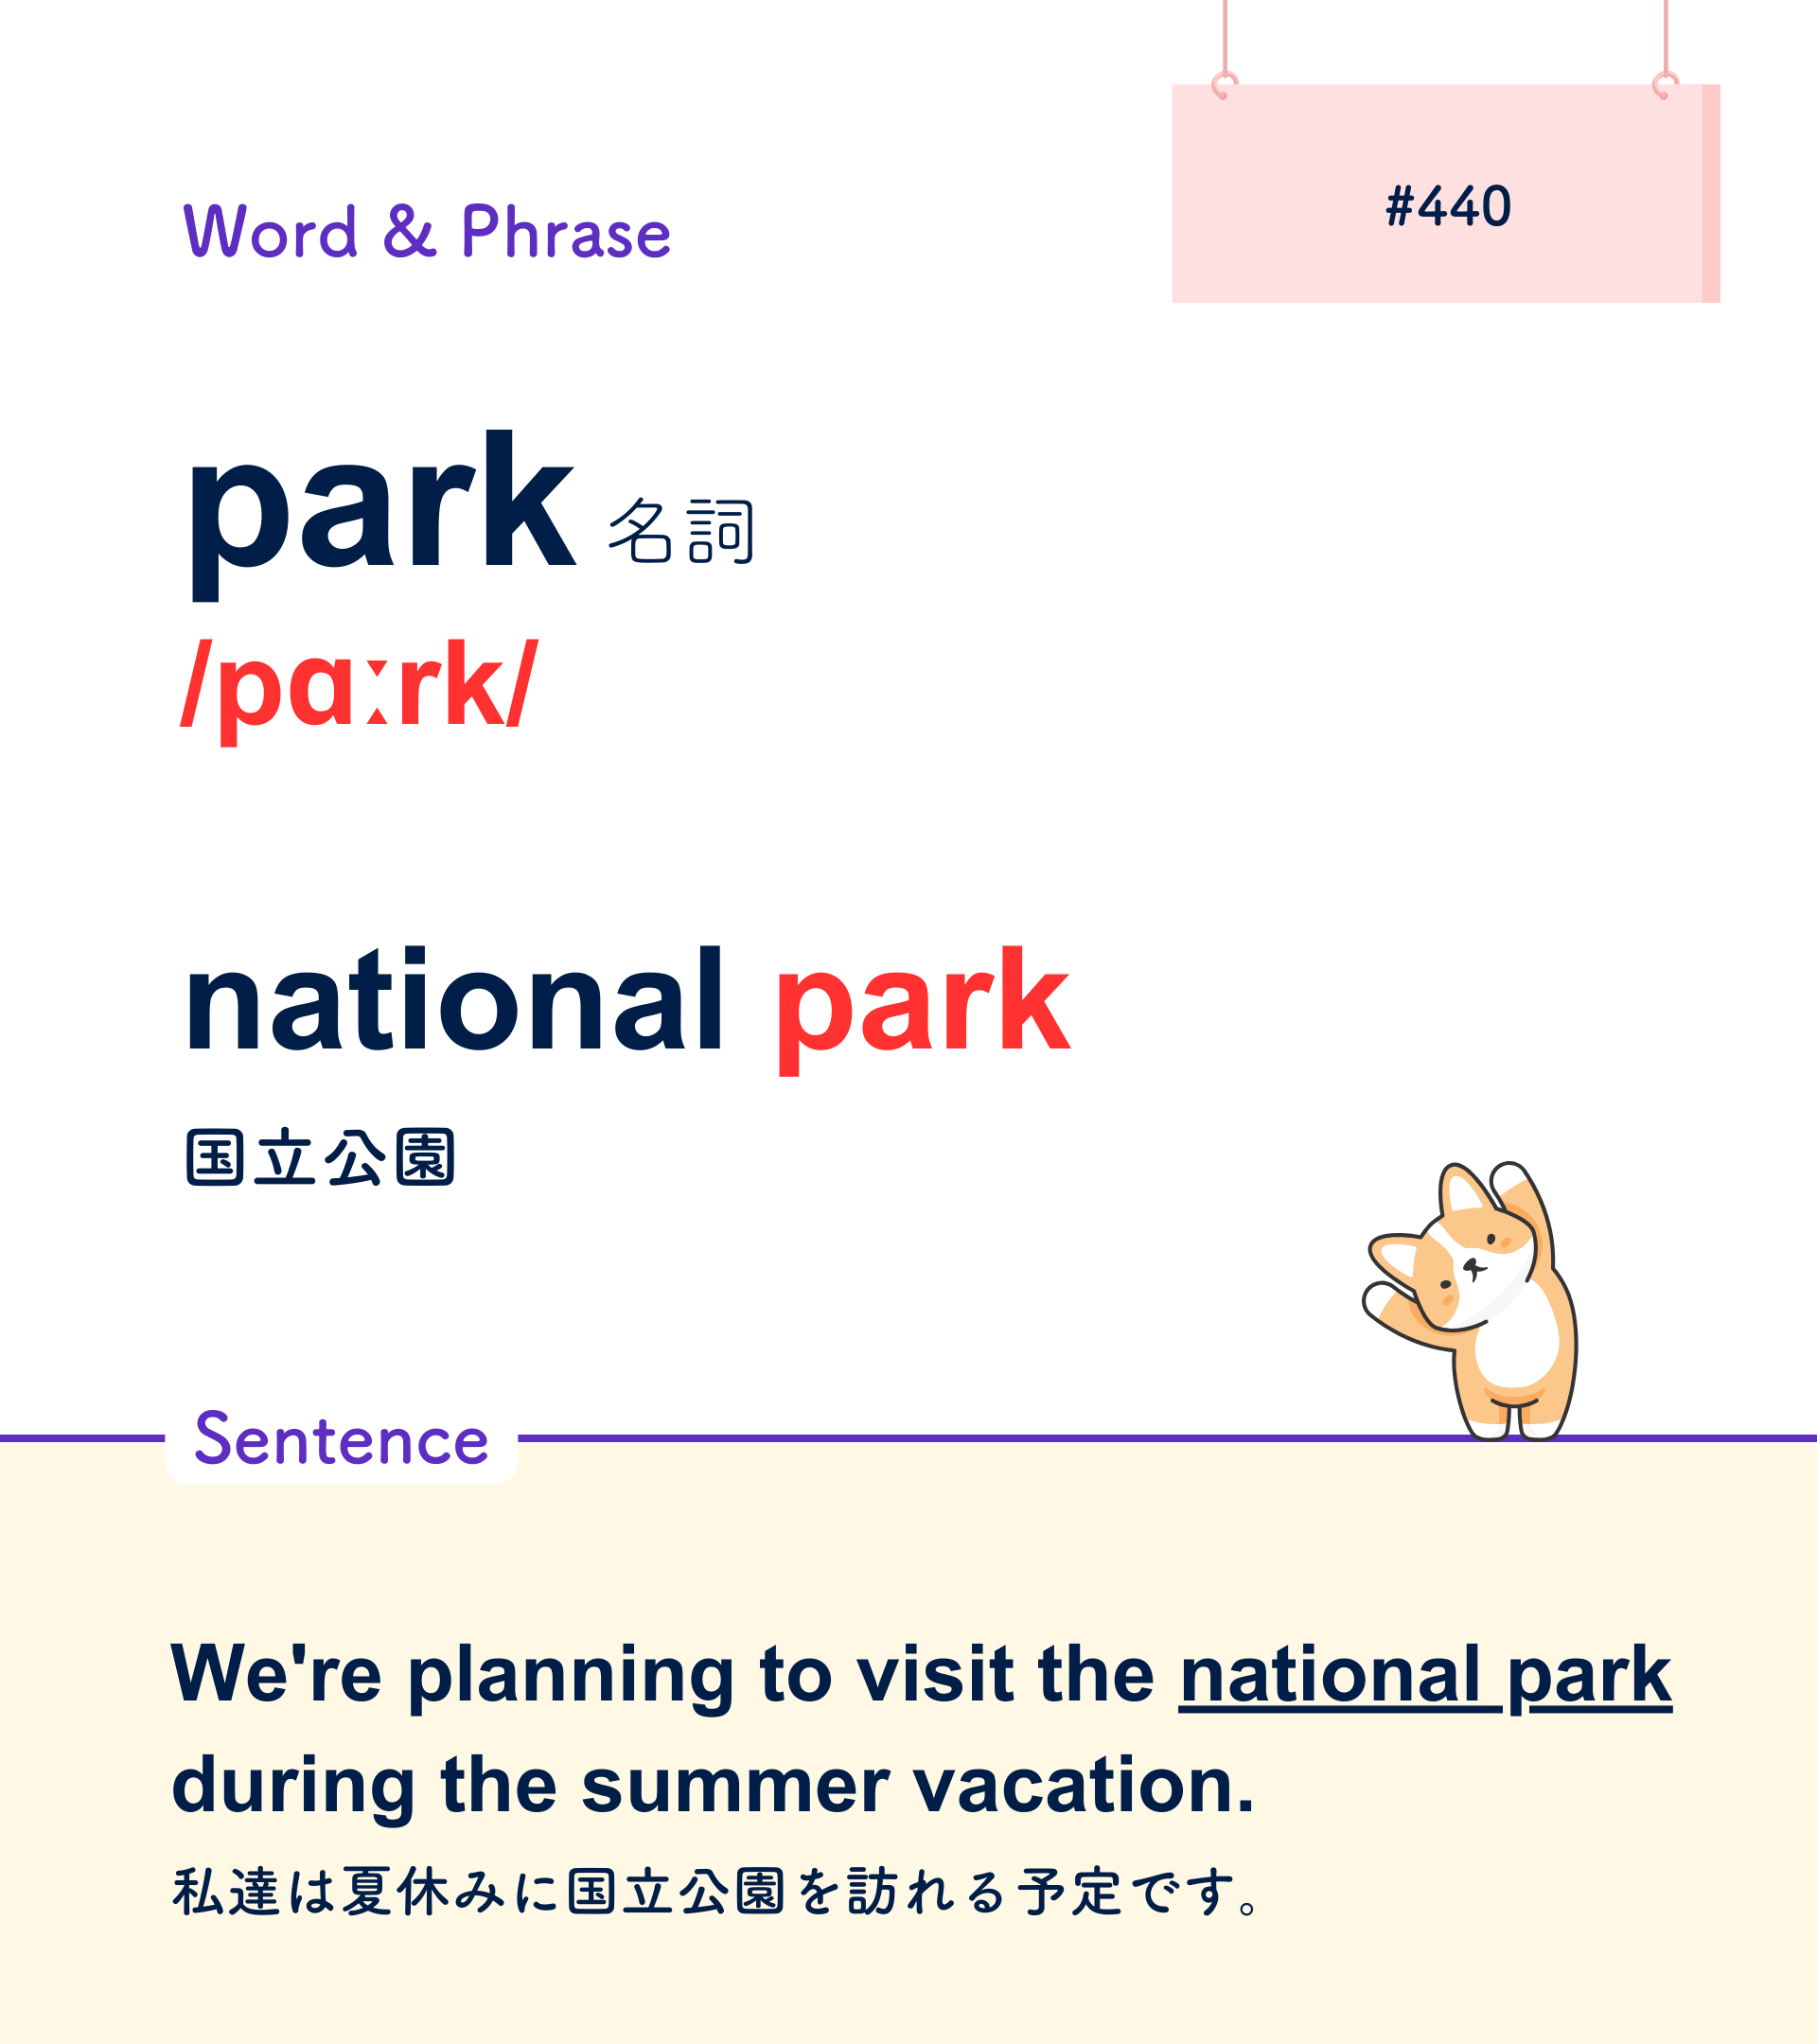 #440
Word & Phrase
park 名詞
/pɑːrk/
national park
国立公園
Sentence
We're planning to visit the national park
during the summer vacation.
私達は夏休みに国立公園を訪れる予定です。